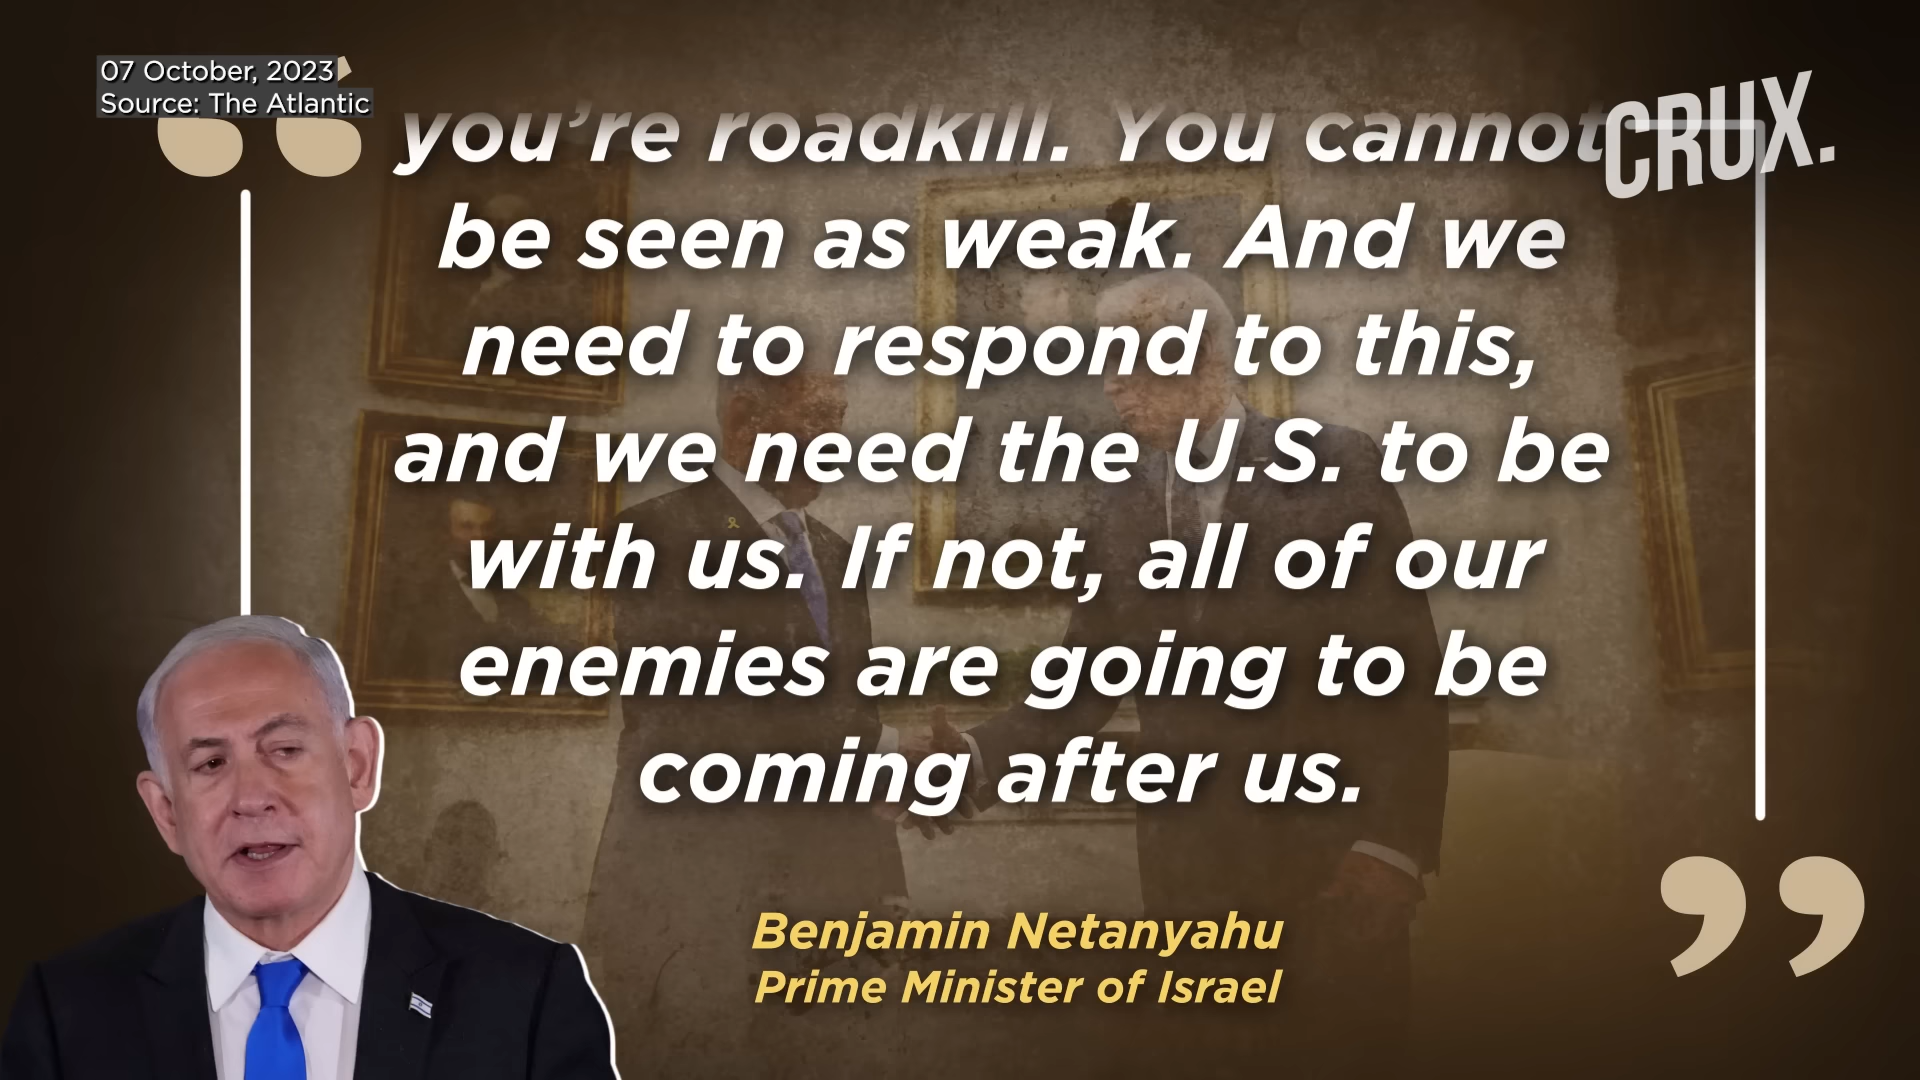 07 October, 2023
Source: The Atlantic
CRUX.
you’re roadkill. You cannot
be seen as weak. And we
need to respond to this,
and we need the U.S. to be
with us. If not, all of our
enemies are going to be
coming after us.
Benjamin Netanyahu
Prime Minister of Israel